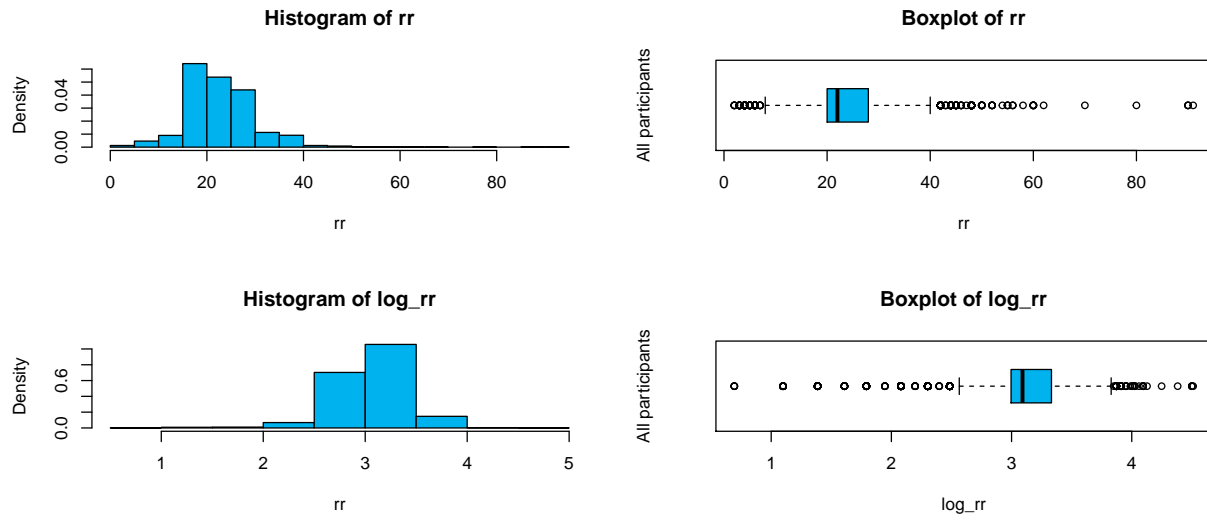 Histogram of rr
Density
0.00
0.04
0 20 40 60 80
rr
Boxplot of rr
All participants
0 20 40 60 80
rr
Histogram of log_rr
Density
0.0
0.6
1 2 3 4 5
rr
Boxplot of log_rr
All participants
1 2 3 4
log_rr